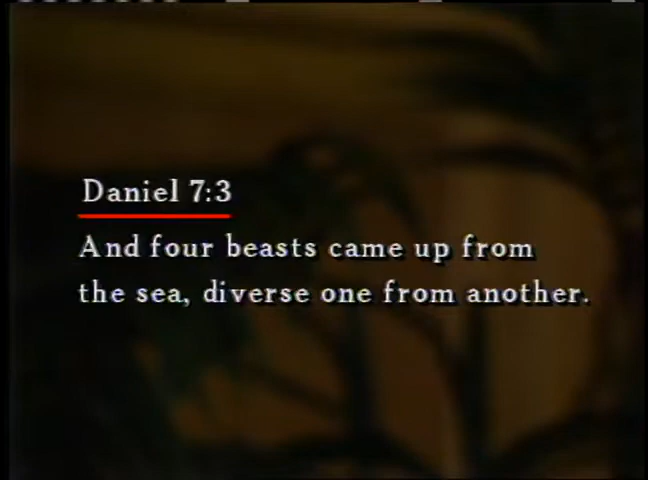 Daniel 7:3
And four beasts came up from
the sea, diverse one from another.